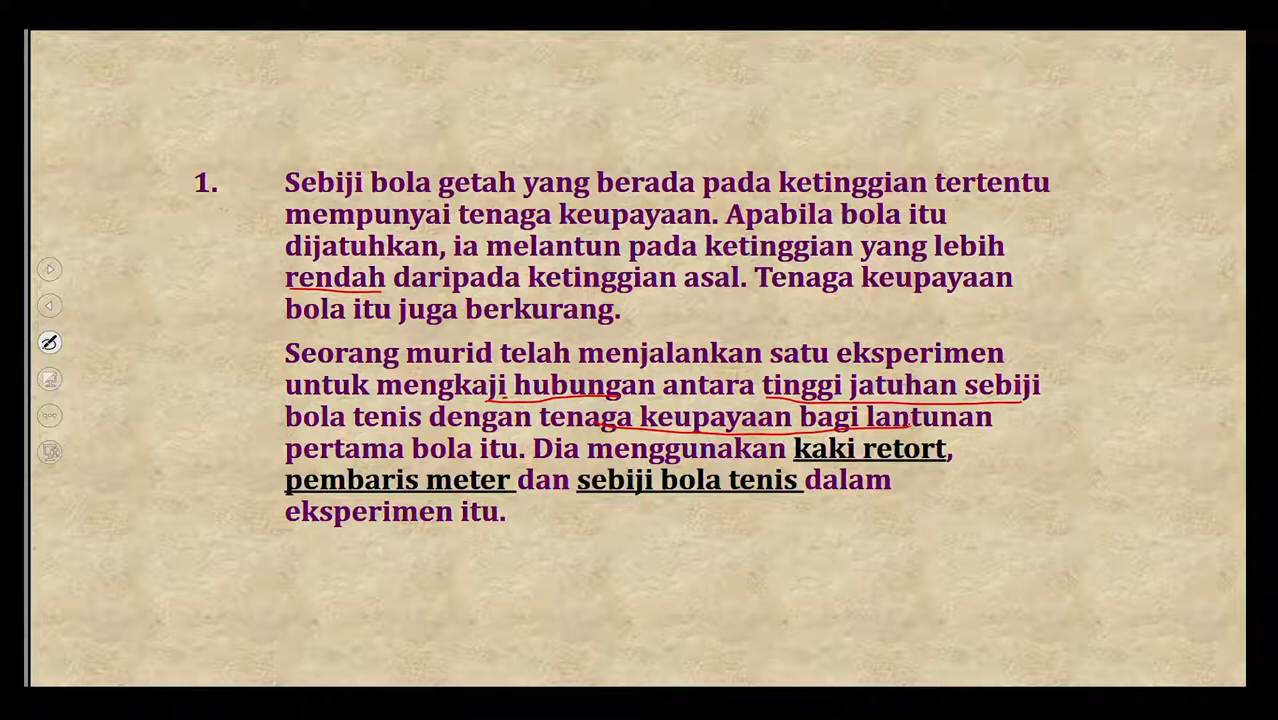 1. Sebiji bola getah yang berada pada ketinggian tertentu
mempunyai tenaga keupayaan. Apabila bola itu
dijatuhkan, ia melantun pada ketinggian yang lebih
rendah daripada ketinggian asal. Tenaga keupayaan
bola itu juga berkurang.
Seorang murid telah menjalankan satu eksperimen
untuk mengkaji hubungan antara tinggi jatuhan sebiji
bola tenis dengan tenaga keupayaan bagi lantunan
pertama bola itu. Dia menggunakan kaki retort,
pembaris meter dan sebiji bola tenis dalam
eksperimen itu.